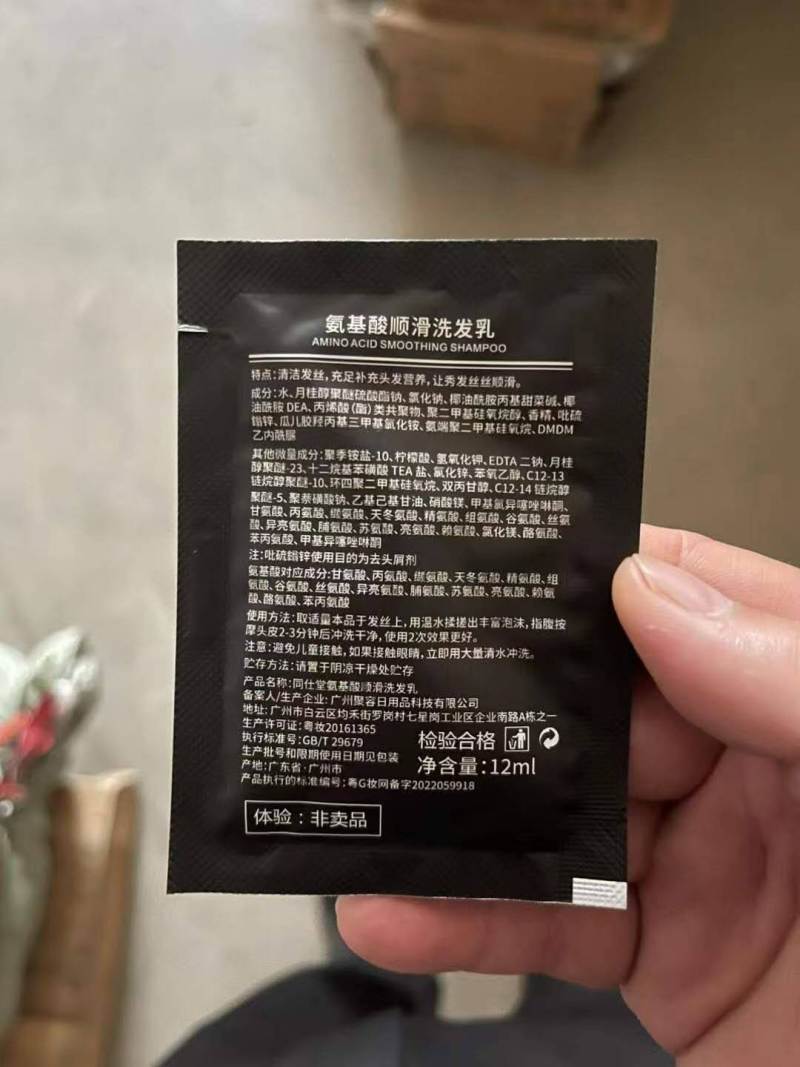 氨基酸顺滑洗发乳
AMINO ACID SMOOTHING SHAMPOO
特点：清洁发丝，充足补充头发营养，让秀发丝丝顺滑。
成分：水、月桂醇聚醚硫酸酯钠、氯化钠、椰油酰胺丙基甜菜碱、椰
油酰胺 DEA、丙烯酸（酯）类共聚物、聚二甲基硅氧烷醇、香精、吡硫
鎓锌、瓜儿胶羟丙基三甲基氯化铵、氨端聚二甲基硅氧烷、DMDM
乙内酰脲
其他微量成分：聚季铵盐-10、柠檬酸、氢氧化钾、EDTA 二钠、月桂
醇聚醚-23、十二烷基苯磺酸 TEA 盐、氯化锌、苯氧乙醇、C12-13
链烷醇聚醚-10、环四聚二甲基硅氧烷、双丙甘醇、C12-14 链烷醇
聚醚-5、聚萘磺酸钠、乙基己基甘油、硝酸镁、甲基氯异噻唑啉酮、
甘氨酸、丙氨酸、缬氨酸、天冬氨酸、精氨酸、组氨酸、谷氨酸、丝氨
酸、异亮氨酸、脯氨酸、苏氨酸、亮氨酸、赖氨酸、氯化镁、酪氨酸、
苯丙氨酸、甲基异噻唑啉酮
注：吡硫鎓锌使用目的为去头屑剂
氨基酸对应成分：甘氨酸、丙氨酸、缬氨酸、天冬氨酸、精氨酸、组
氨酸、谷氨酸、丝氨酸、异亮氨酸、脯氨酸、苏氨酸、亮氨酸、赖氨
酸、酪氨酸、苯丙氨酸
使用方法：取适量本品于发丝上，用温水揉搓出丰富泡沫，指腹按
摩头皮2-3分钟后冲洗干净，使用2次效果更好。
注意：避免儿童接触，如果接触眼睛，立即用大量清水冲洗。
贮存方法：请置于阴凉干燥处贮存
产品名称：同仕堂氨基酸顺滑洗发乳
备案人/生产企业：广州聚容日用品科技有限公司
地址：广州市白云区均禾街罗岗村七星岗工业区企业南路A栋之一
生产许可证：粤妆20161365
执行标准号：GB/T 29679
生产批号和限期使用日期见包装
产地：广东省·广州市
产品执行的标准编号：粤G妆网备字2022059918
检验合格
净含量：12ml
体验：非卖品